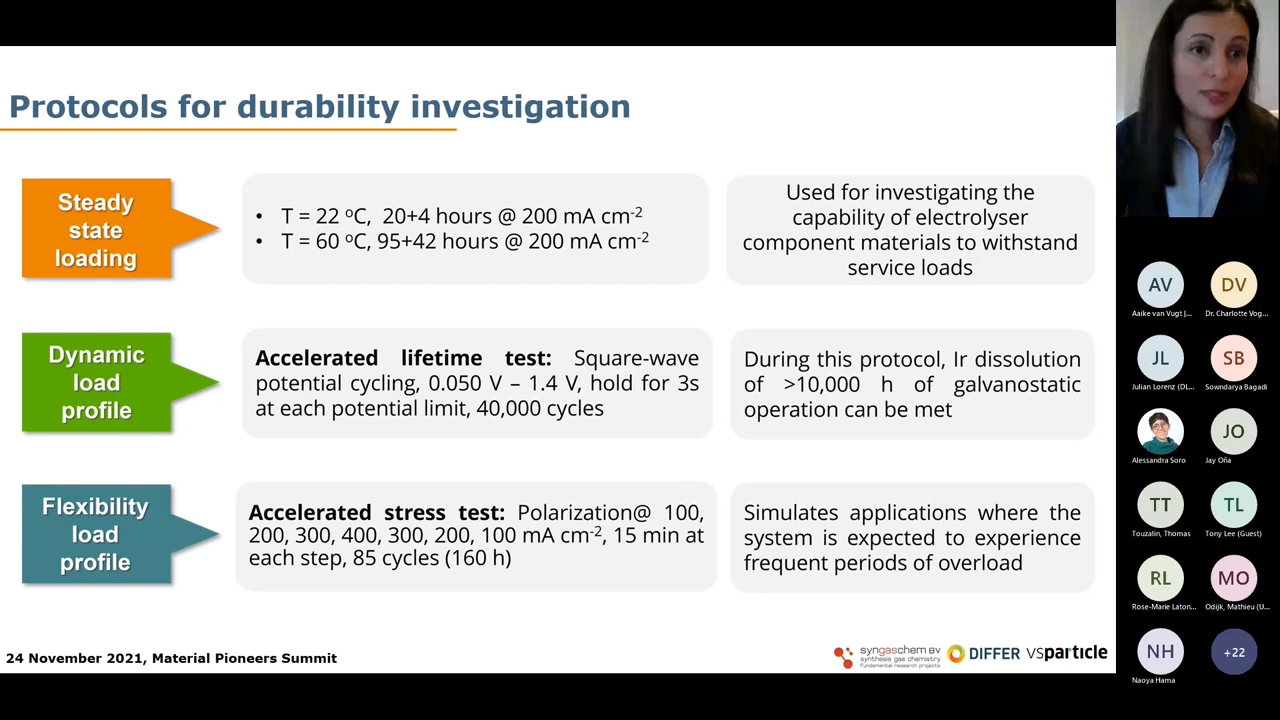 Protocols for durability investigation
Steady
state
loading
• T = 22 ºC, 20+4 hours @ 200 mA cm⁻²
• T = 60 ºC, 95+42 hours @ 200 mA cm⁻²
Used for investigating the
capability of electrolyser
component materials to withstand
service loads
Dynamic
load
profile
Accelerated lifetime test: Square-wave
potential cycling, 0.050 V – 1.4 V, hold for 3s
at each potential limit, 40,000 cycles
During this protocol, Ir dissolution
of >10,000 h of galvanostatic
operation can be met
Flexibility
load
profile
Accelerated stress test: Polarization@ 100,
200, 300, 400, 300, 200, 100 mA cm⁻², 15 min at
each step, 85 cycles (160 h)
Simulates applications where the
system is expected to experience
frequent periods of overload
24 November 2021, Material Pioneers Summit
syngaschem BV
synthesis gas chemistry
fundamental research projects
DIFFER
VSPARTICLE
AV
DV
Aaike van Vugt |...
Dr. Charlotte Vog...
JL
SB
Julian Lorenz (DL...
Sowndarya Bagadi
JO
Alessandra Soro
Jay Oña
TT
TL
Touzalin, Thomas
Tony Lee (Guest)
RL
MO
Rose-Marie Laton...
Odijk, Mathieu (U...
NH
+22
Naoya Hama